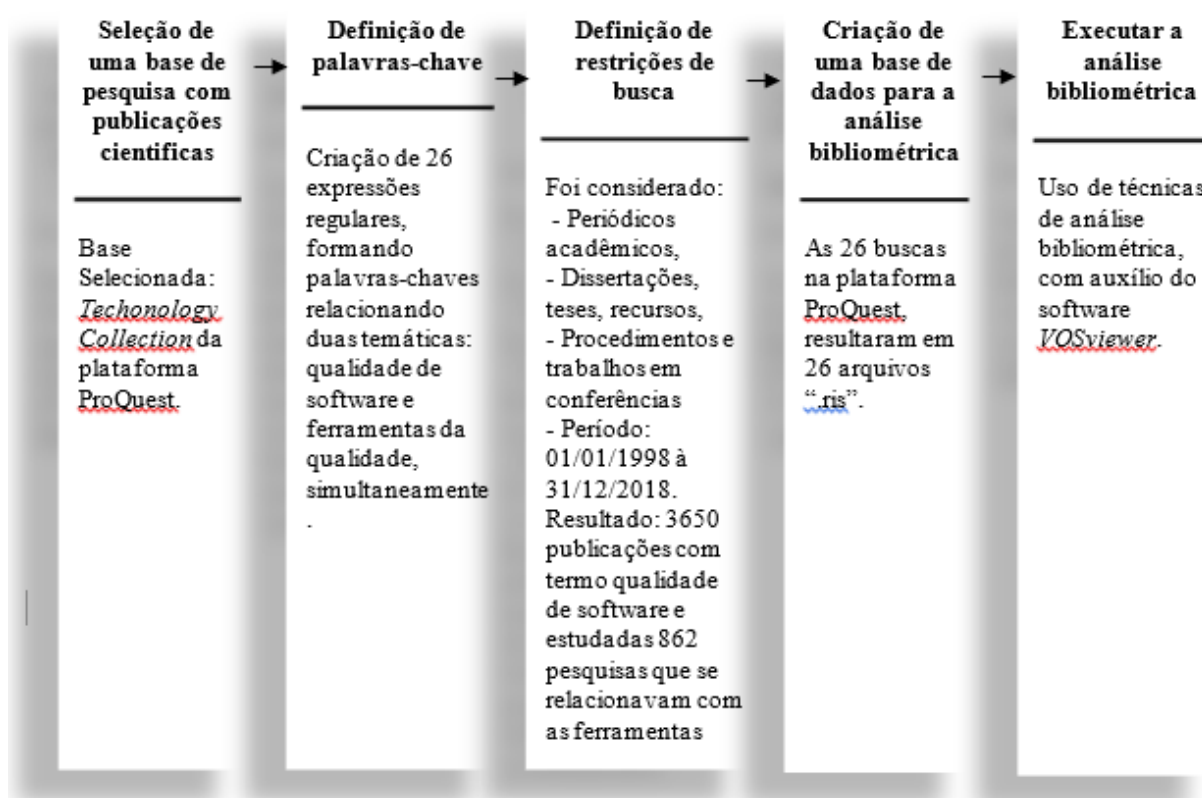 Seleção de
uma base de
pesquisa com
publicações
cientificas
Base
Selecionada:
Techonology
Collection da
plataforma
ProQuest.
Definição de
palavras-chave
Criação de 26
expressões
regulares,
formando
palavras-chaves
relacionando
duas temáticas:
qualidade de
software e
ferramentas da
qualidade,
simultaneamente
.
Definição de
restrições de
busca
Foi considerado:
- Periódicos
acadêmicos,
- Dissertações,
teses, recursos,
- Procedimentos e
trabalhos em
conferências
- Período:
01/01/1998 à
31/12/2018.
Resultado: 3650
publicações com
termo qualidade
de software e
estudadas 862
pesquisas que se
relacionavam com
as ferramentas
Criação de
uma base de
dados para a
análise
bibliométrica
As 26 buscas
na plataforma
ProQuest,
resultaram em
26 arquivos
“.ris”.
Executar a
análise
bibliométrica
Uso de técnicas
de análise
bibliométrica,
com auxílio do
software
VOSviewer.